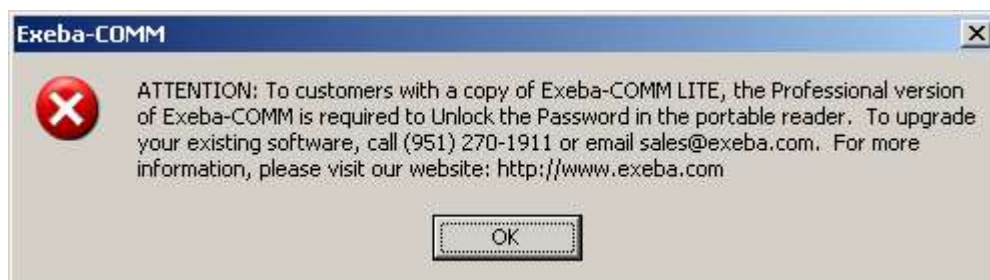 Exeba-COMM
ATTENTION: To customers with a copy of Exeba-COMM LITE, the Professional version
of Exeba-COMM is required to Unlock the Password in the portable reader.  To upgrade
your existing software, call (951) 270-1911 or email sales@exeba.com.  For more
information, please visit our website: http://www.exeba.com
OK